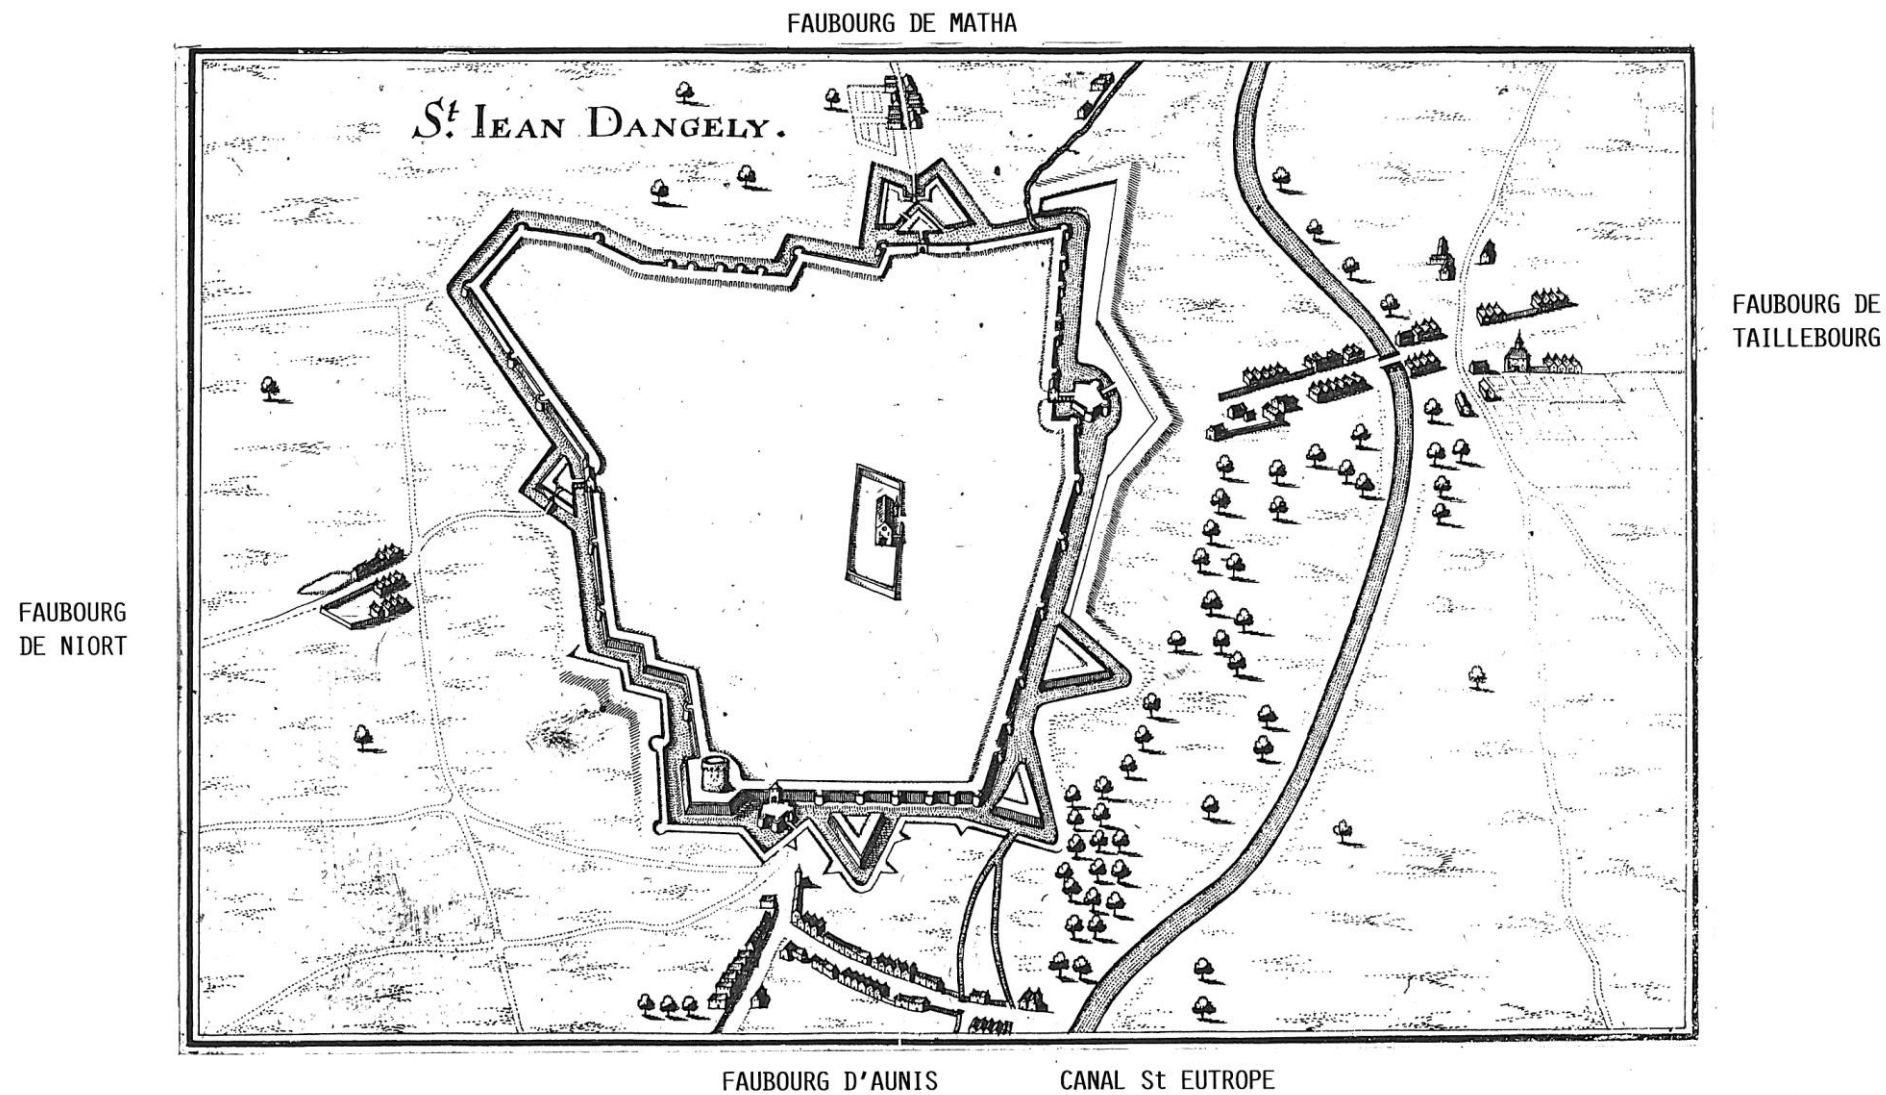 FAUBOURG DE MATHA
St. IEAN DANGELY.
FAUBOURG DE
TAILLEBOURG
FAUBOURG
DE NIORT
FAUBOURG D'AUNIS
CANAL St EUTROPE